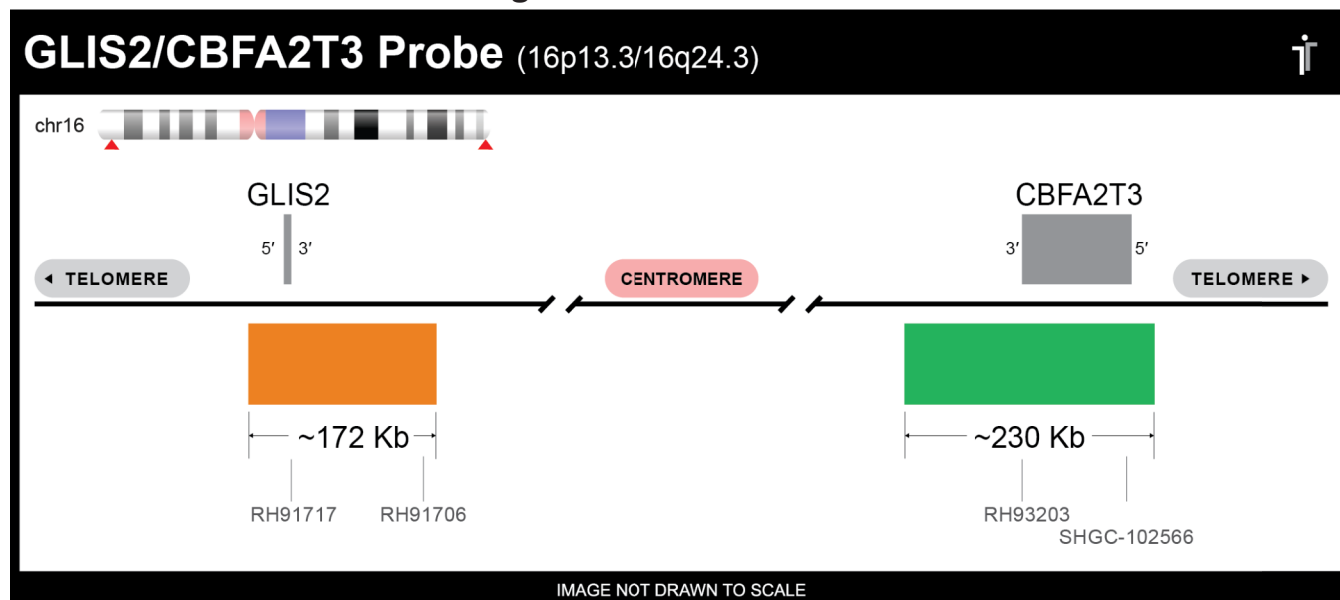 GLIS2/CBFA2T3 Probe (16p13.3/16q24.3)
chr16
GLIS2
CBFA2T3
5′ 3′
3′ 5′
◂ TELOMERE
CENTROMERE
TELOMERE ▸
~172 Kb
~230 Kb
RH91717
RH91706
RH93203
SHGC-102566
IMAGE NOT DRAWN TO SCALE